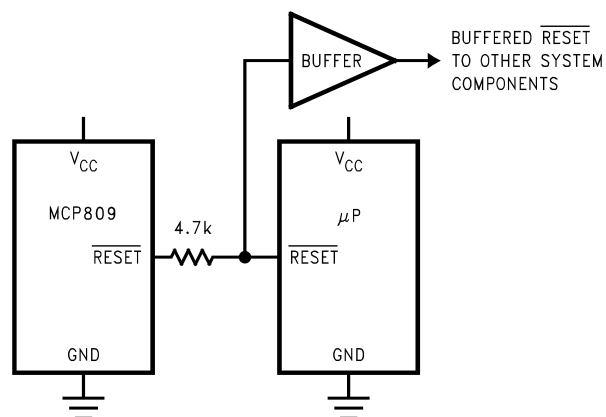 BUFFER
BUFFERED RESET
TO OTHER SYSTEM
COMPONENTS
VCC
MCP809
RESET
GND
4.7k
VCC
μP
RESET
GND